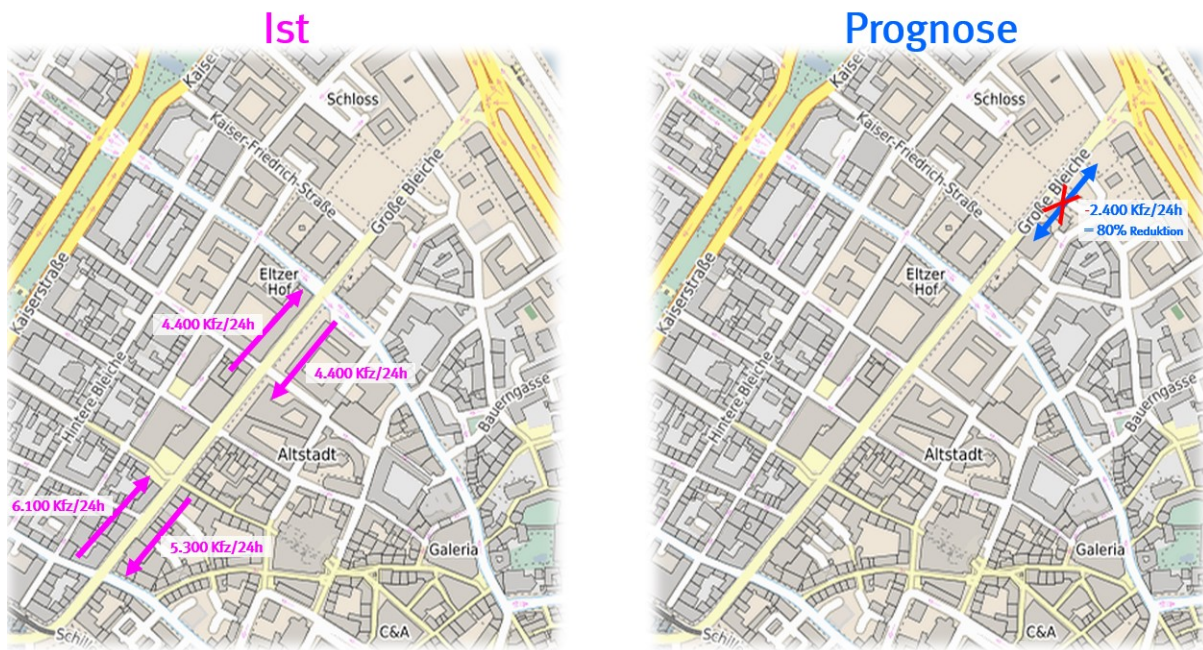 Ist
Prognose
Kaiser-
Schloss
Kaiser-Friedrich-Straße
Große Bleiche
Kaiserstraße
Eltzer
Hof
4.400 Kfz/24h
4.400 Kfz/24h
Hintere Bleiche
Bauerngasse
Altstadt
6.100 Kfz/24h
5.300 Kfz/24h
Galeria
C&A
Schill
Kaiser-
Schloss
Kaiser-Friedrich-Straße
Große Bleiche
-2.400 Kfz/24h
= 80% Reduktion
Kaiserstraße
Eltzer
Hof
Hintere Bleiche
Bauerngasse
Altstadt
Galeria
C&A
Schill